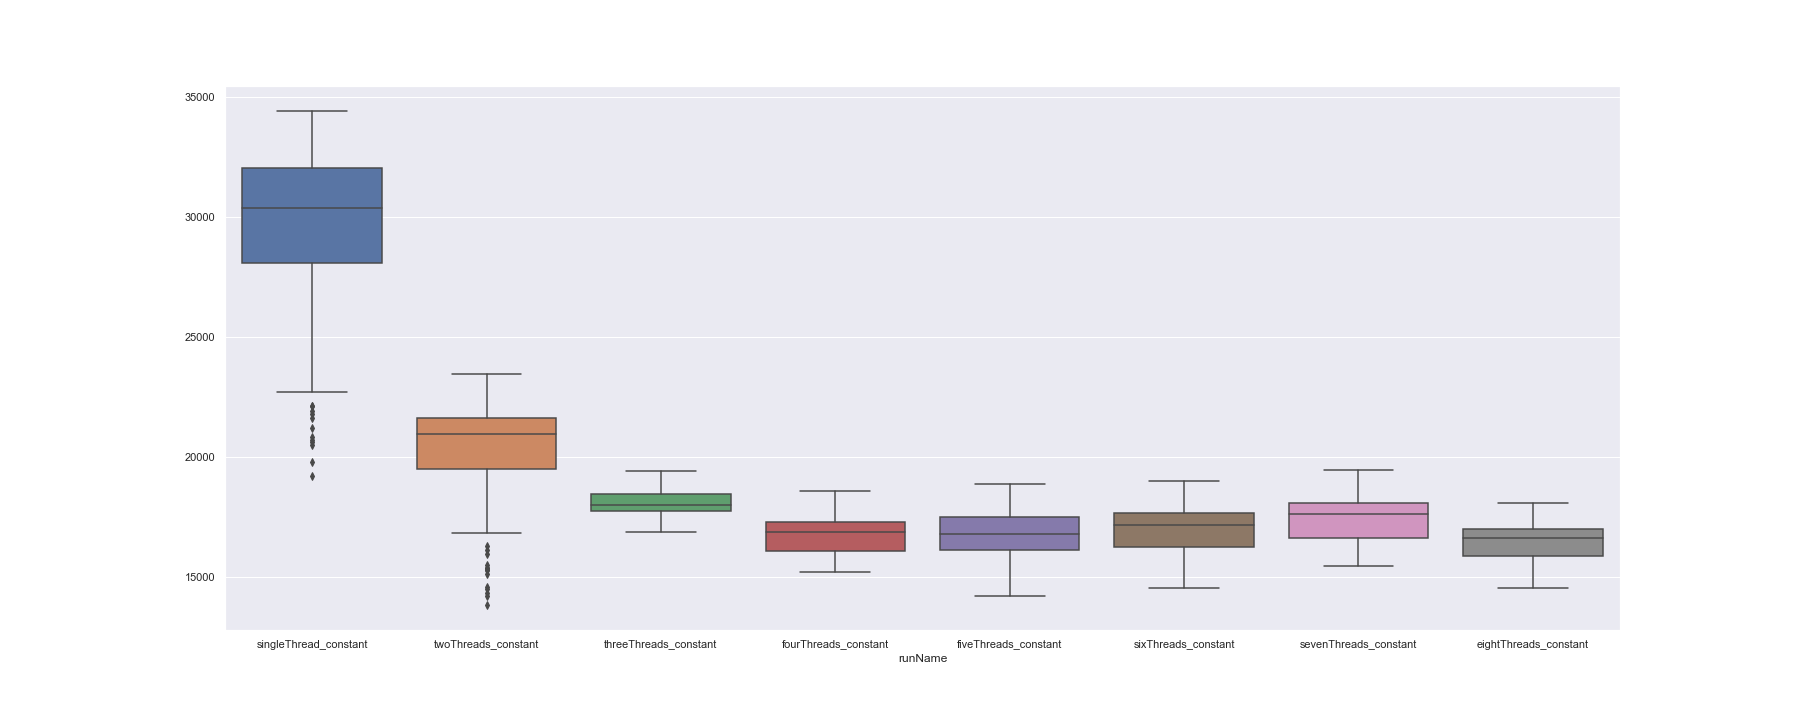 35000
30000
25000
20000
15000
singleThread_constant twoThreads_constant threeThreads_constant fourThreads_constant fiveThreads_constant sixThreads_constant sevenThreads_constant eightThreads_constant
runName